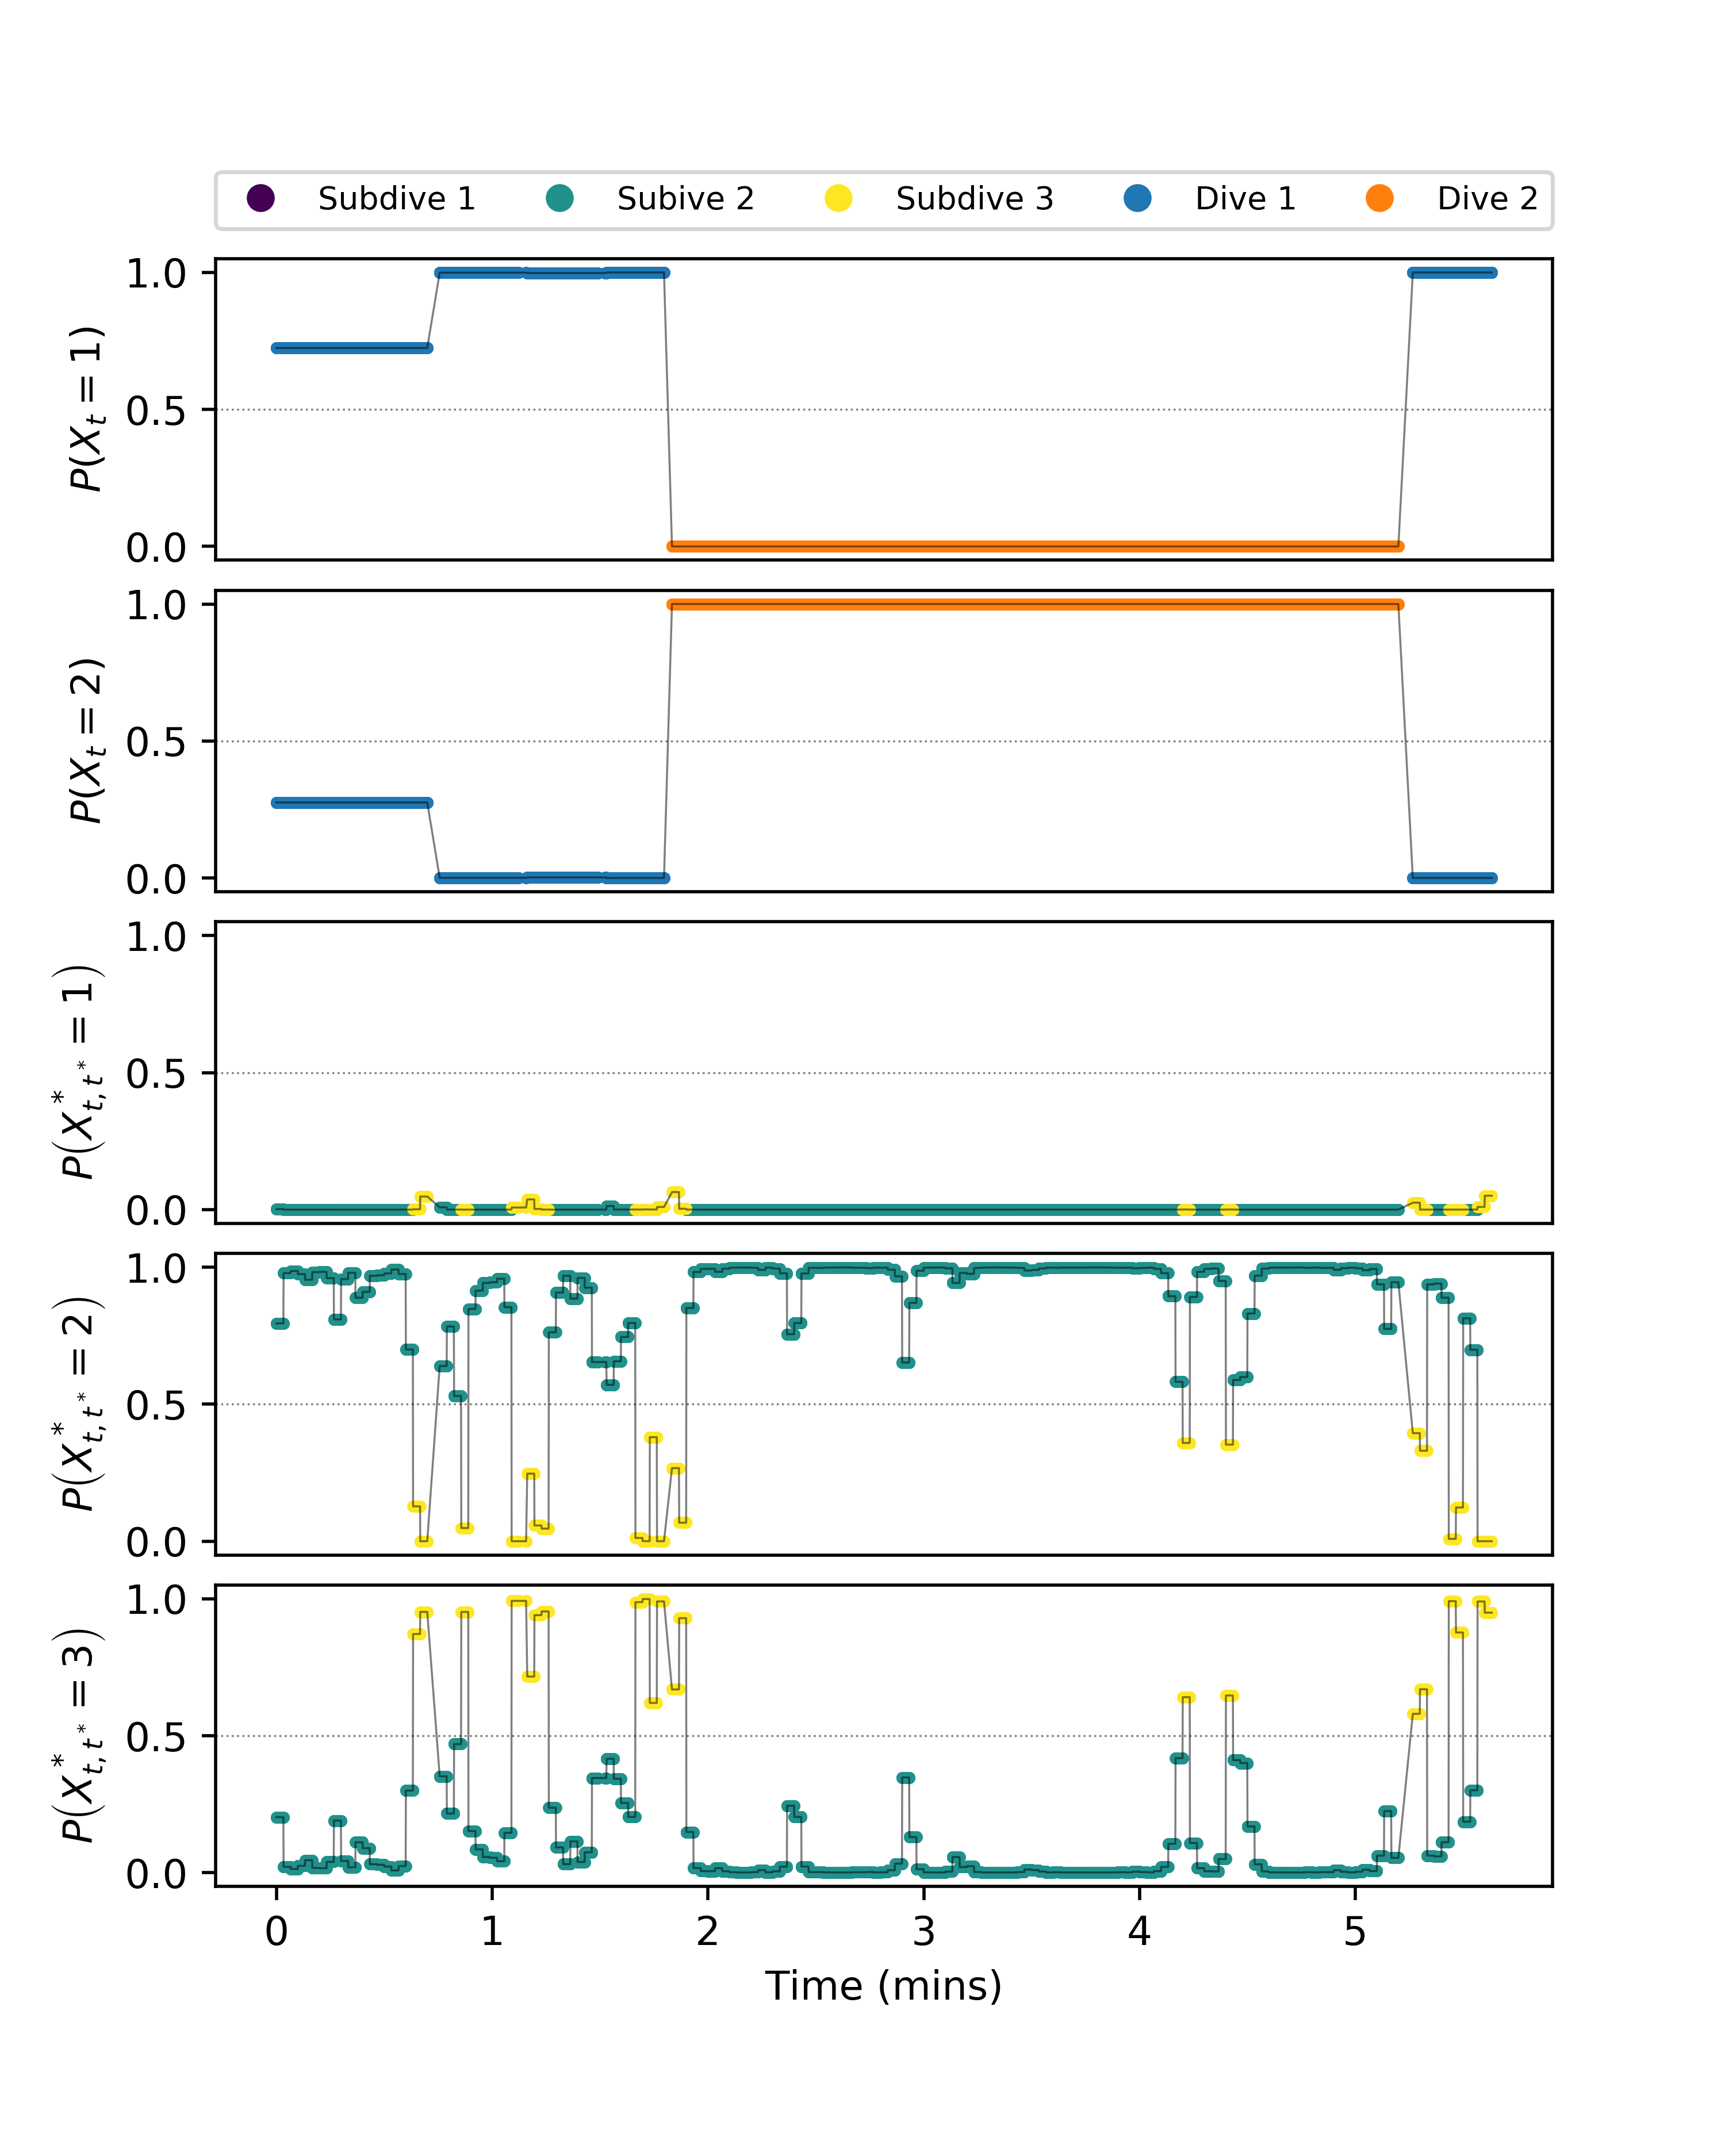 Subdive 1 Subive 2 Subdive 3 Dive 1 Dive 2
1.0
0.5
0.0
P(X_t = 1)
1.0
0.5
0.0
P(X_t = 2)
1.0
0.5
0.0
P(X*_{t,t*} = 1)
1.0
0.5
0.0
P(X*_{t,t*} = 2)
1.0
0.5
0.0
P(X*_{t,t*} = 3)
0 1 2 3 4 5
Time (mins)